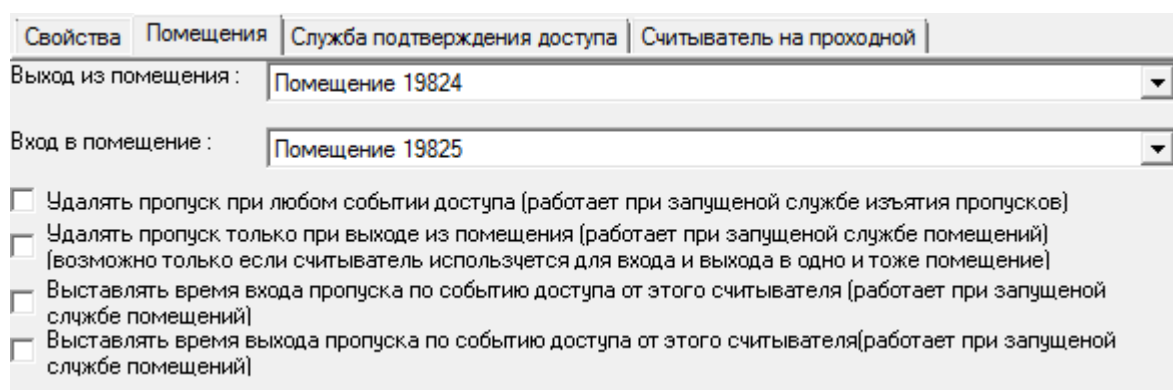 Свойства Помещения Служба подтверждения доступа Считыватель на проходной
Выход из помещения : Помещение 19824
Вход в помещение : Помещение 19825
Удалять пропуск при любом событии доступа (работает при запущеной службе изъятия пропусков)
Удалять пропуск только при выходе из помещения (работает при запущеной службе помещений)
(возможно только если считыватель используется для входа и выхода в одно и тоже помещение)
Выставлять время входа пропуска по событию доступа от этого считывателя (работает при запущеной
службе помещений)
Выставлять время выхода пропуска по событию доступа от этого считывателя(работает при запущеной
службе помещений)